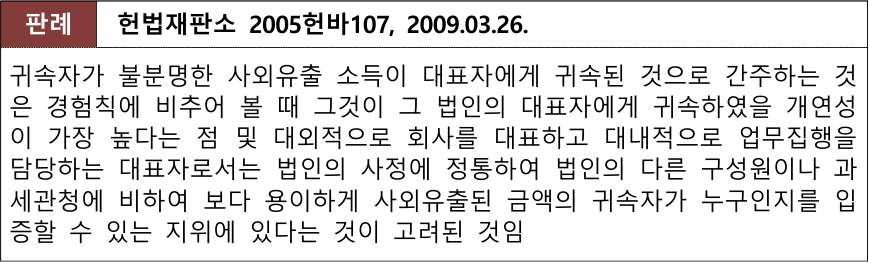 판례 헌법재판소 2005헌바107, 2009.03.26.
귀속자가 불분명한 사외유출 소득이 대표자에게 귀속된 것으로 간주하는 것
은 경험칙에 비추어 볼 때 그것이 그 법인의 대표자에게 귀속하였을 개연성
이 가장 높다는 점 및 대외적으로 회사를 대표하고 대내적으로 업무집행을
담당하는 대표자로서는 법인의 사정에 정통하여 법인의 다른 구성원이나 과
세관청에 비하여 보다 용이하게 사외유출된 금액의 귀속자가 누구인지를 입
증할 수 있는 지위에 있다는 것이 고려된 것임